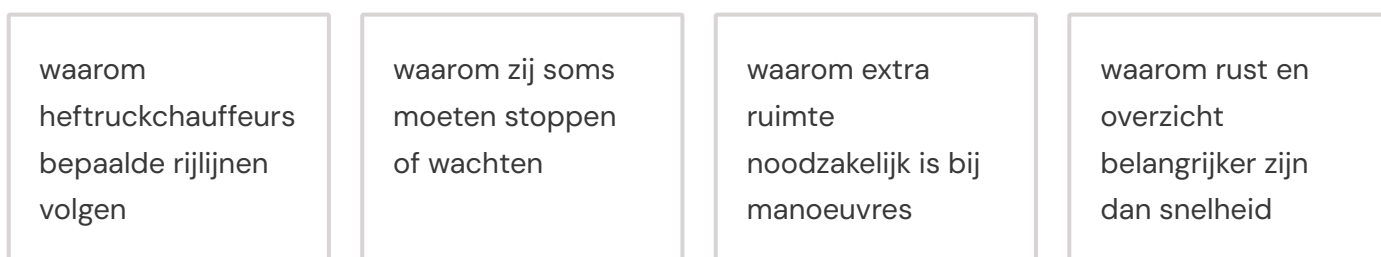 waarom
heftruckchauffeurs
bepaalde rijlijnen
volgen
waarom zij soms
moeten stoppen
of wachten
waarom extra
ruimte
noodzakelijk is bij
manoeuvres
waarom rust en
overzicht
belangrijker zijn
dan snelheid